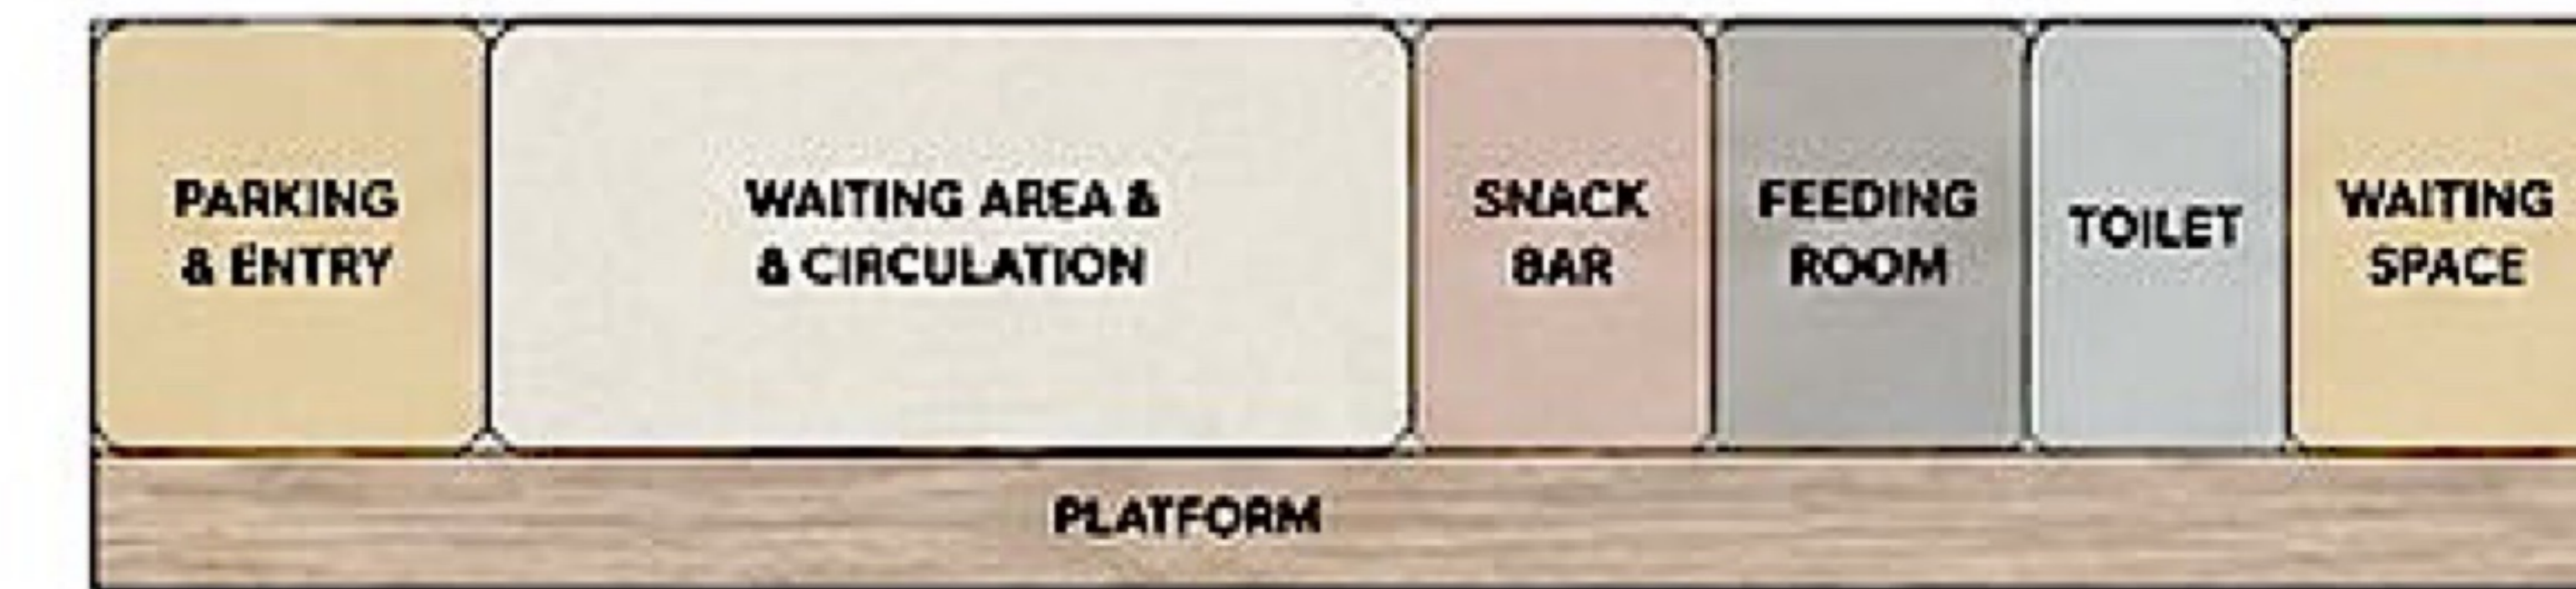 PARKING
& ENTRY
WAITING AREA &
& CIRCULATION
SNACK
BAR
FEEDING
ROOM
TOILET
WAITING
SPACE
PLATFORM